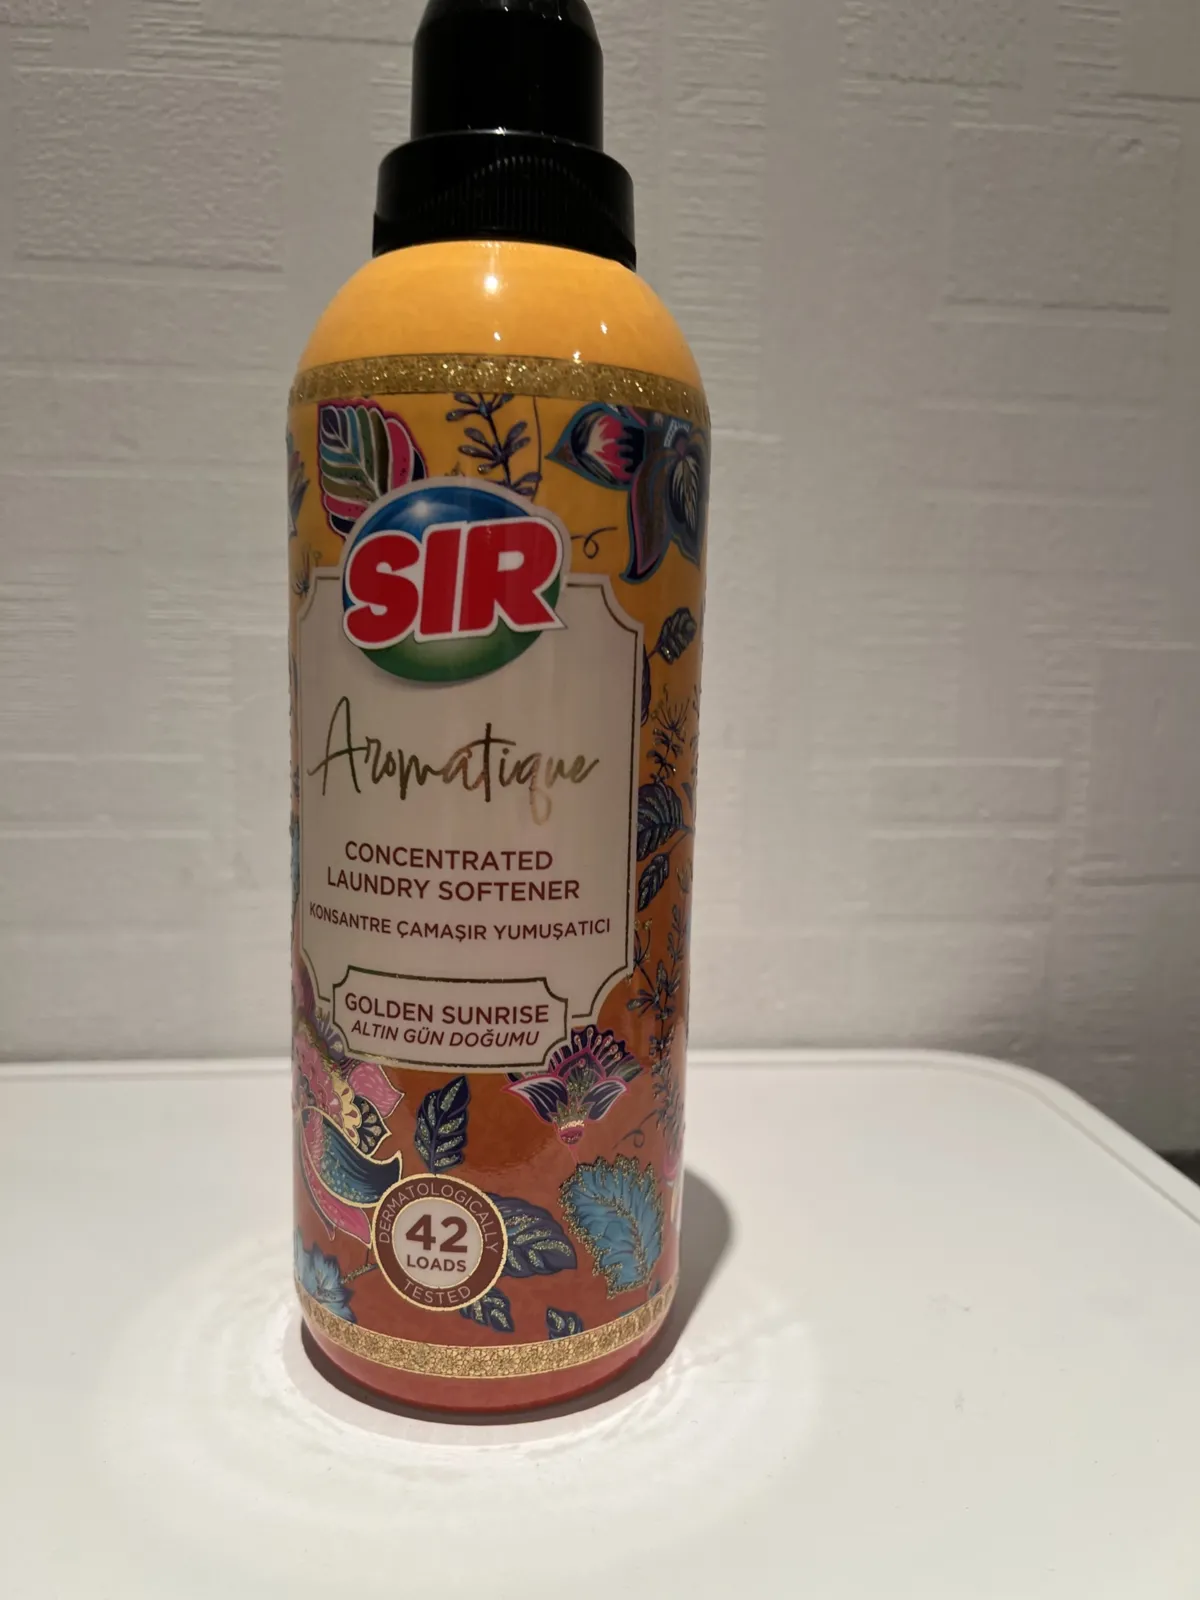 SIR
Aromatique
CONCENTRATED
LAUNDRY SOFTENER
KONSANTRE ÇAMAŞIR YUMUŞATICI
GOLDEN SUNRISE
ALTIN GÜN DOĞUMU
DERMATOLOGICALLY
42
LOADS
TESTED